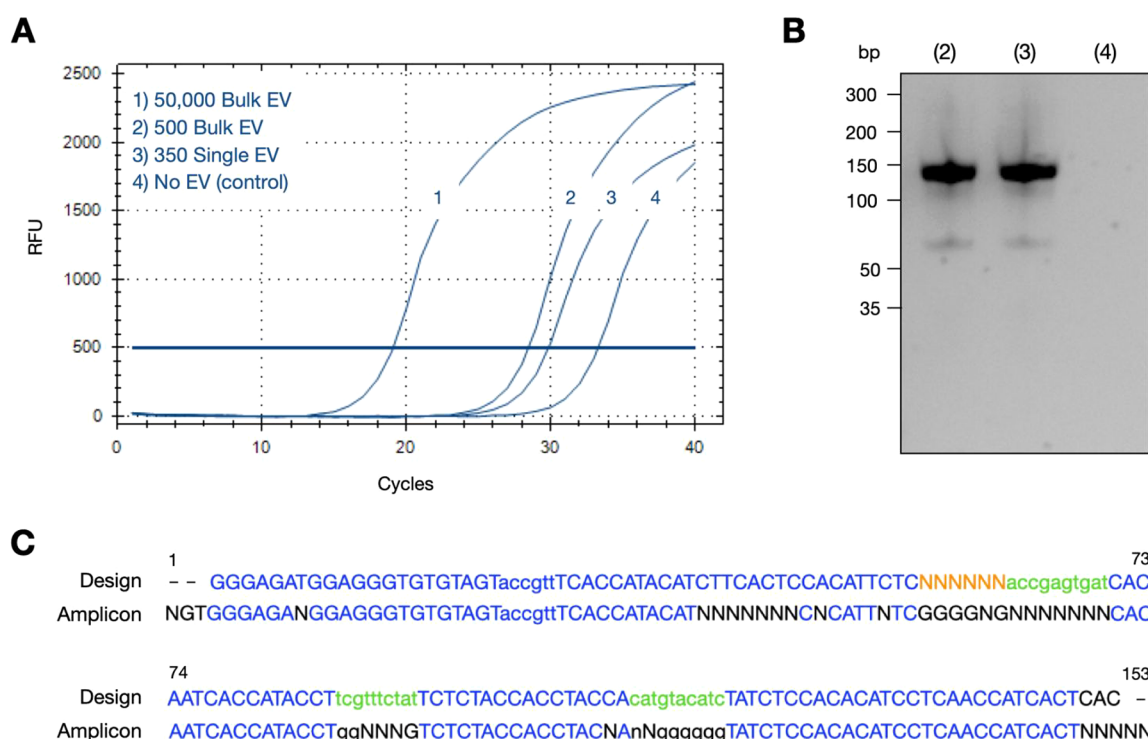 A
B
2500
2000
1500
1000
500
0
RFU
1) 50,000 Bulk EV
2) 500 Bulk EV
3) 350 Single EV
4) No EV (control)
1
2
3
4
0
10
20
30
40
Cycles
bp
(2)
(3)
(4)
300
200
150
100
50
35
C
1
73
Design
- - GGGAGATGGAGGGTGTGTAGTaccgttTCACCATACATCTTCACTCCACATTCTCNNNNNNaccgagtgatCAC
Amplicon
NGTGGGAGANGGAGGGTGTGTAGTaccgttTCACCATACATNNNNNNNCNCATTNTCGGGGNGNNNNNNNCAC
74
153
Design
AATCACCATACCTtcgtttctatTCTCTACCACCTACCAcatgtacatcTATCTCCACACATCCTCAACCATCACTCAC -
Amplicon
AATCACCATACCTggNNNGTCTCTACCACCTACNAnNggggggTATCTCCACACATCCTCAACCATCACTNNNNN